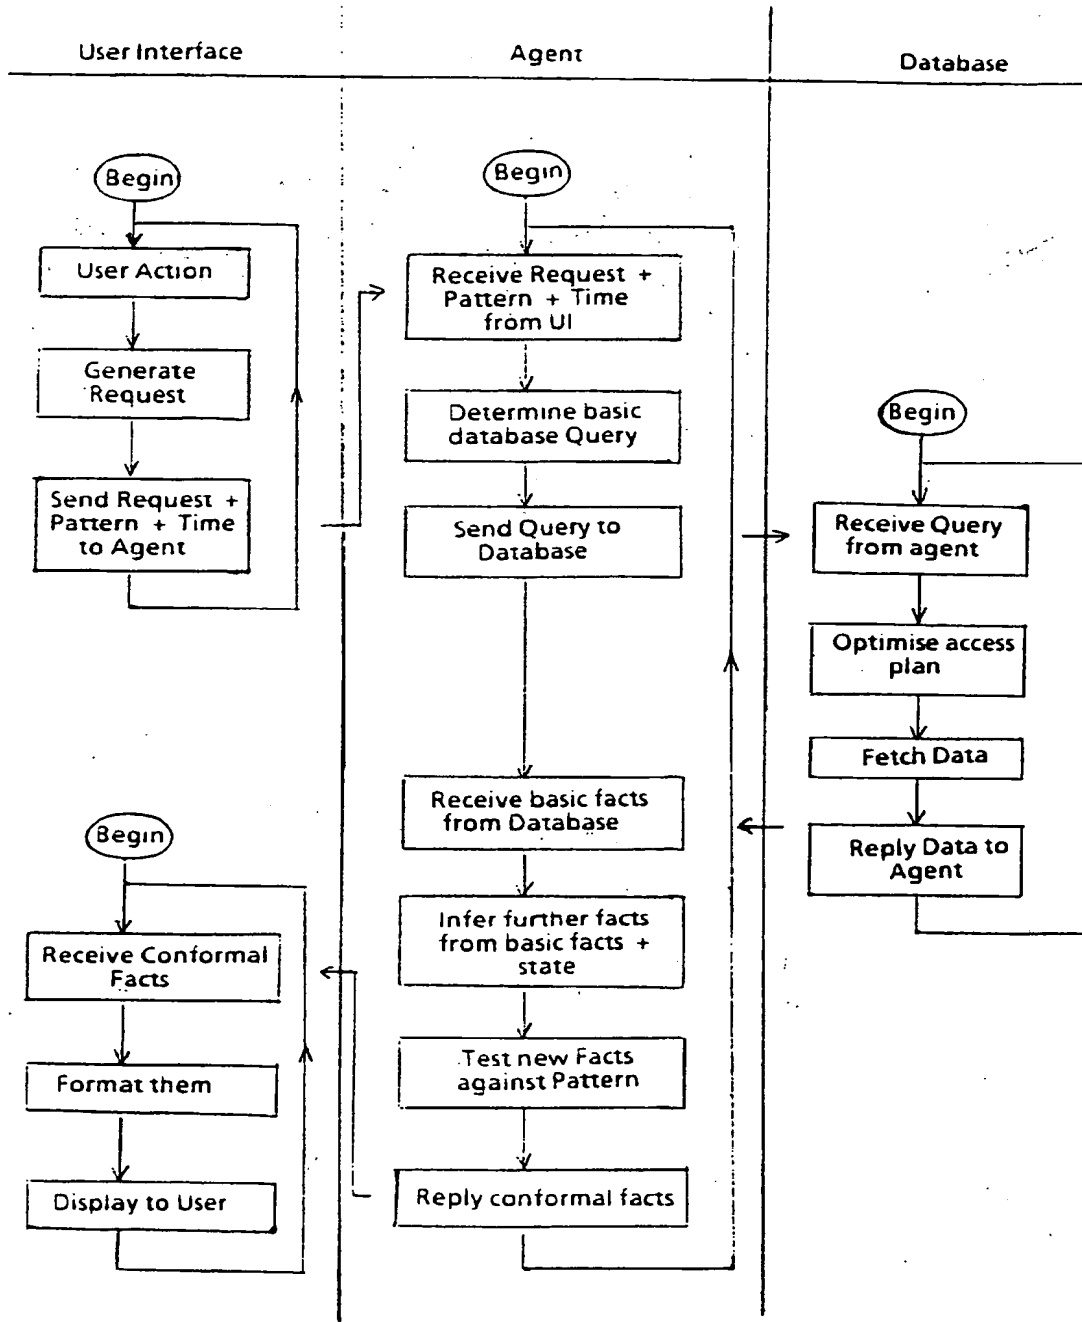 User Interface
Agent
Database
Begin
User Action
Generate
Request
Send Request +
Pattern + Time
to Agent
Begin
Receive Conformal
Facts
Format them
Display to User
Begin
Receive Request +
Pattern + Time
from UI
Determine basic
database Query
Send Query to
Database
Receive basic facts
from Database
Infer further facts
from basic facts +
state
Test new Facts
against Pattern
Reply conformal facts
Begin
Receive Query
from agent
Optimise access
plan
Fetch Data
Reply Data to
Agent